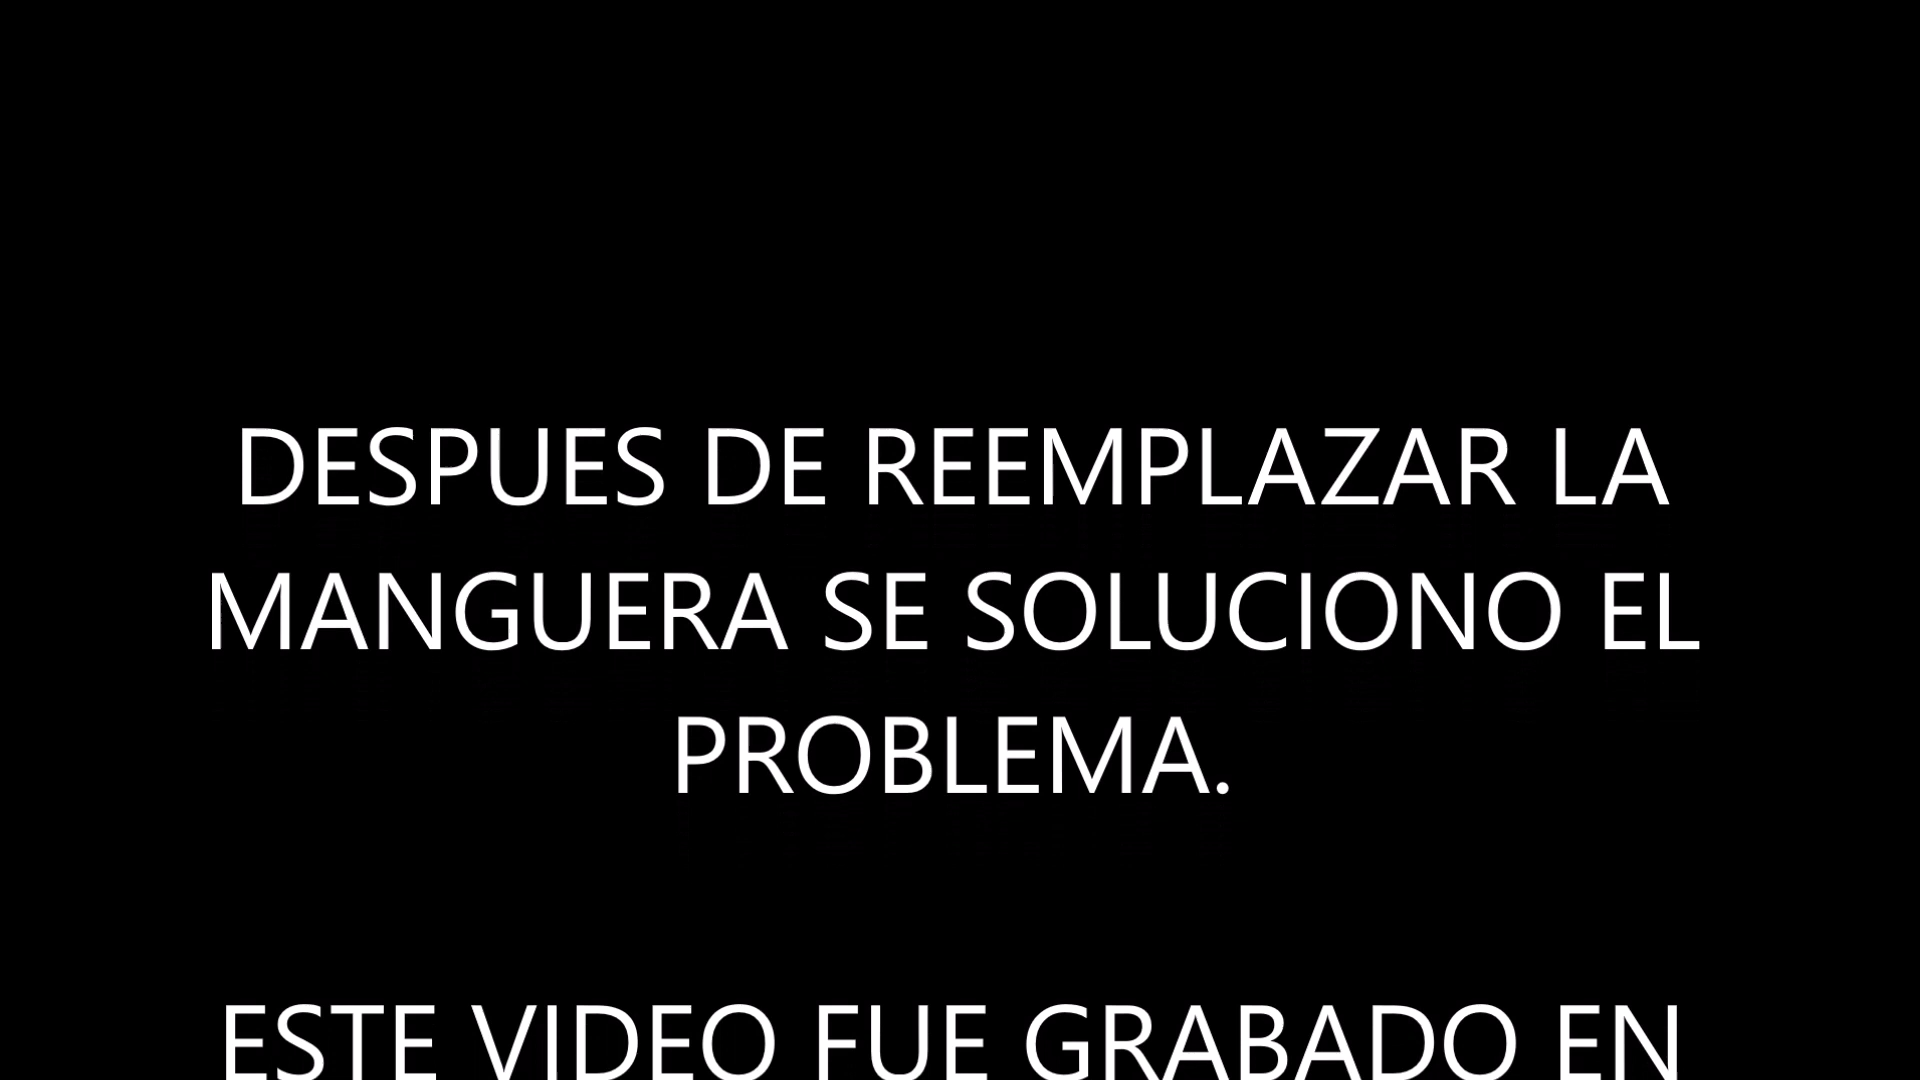 DESPUES DE REEMPLAZAR LA
MANGUERA SE SOLUCIONO EL
PROBLEMA.
ESTE VIDEO FUE GRABADO EN